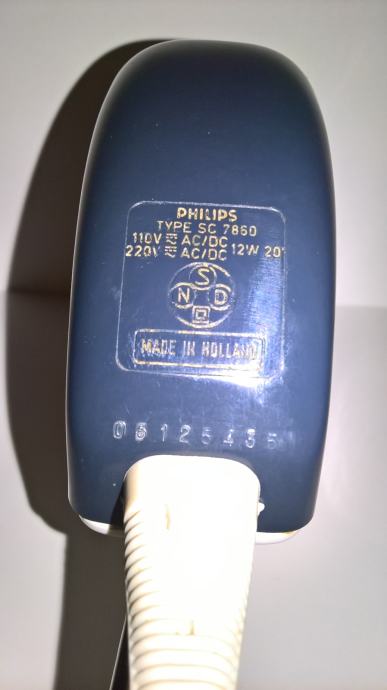 PHILIPS
TYPE SC 7860
110V AC/DC
220V AC/DC 12W 20'
S
N D
MADE IN HOLLAND
05125435